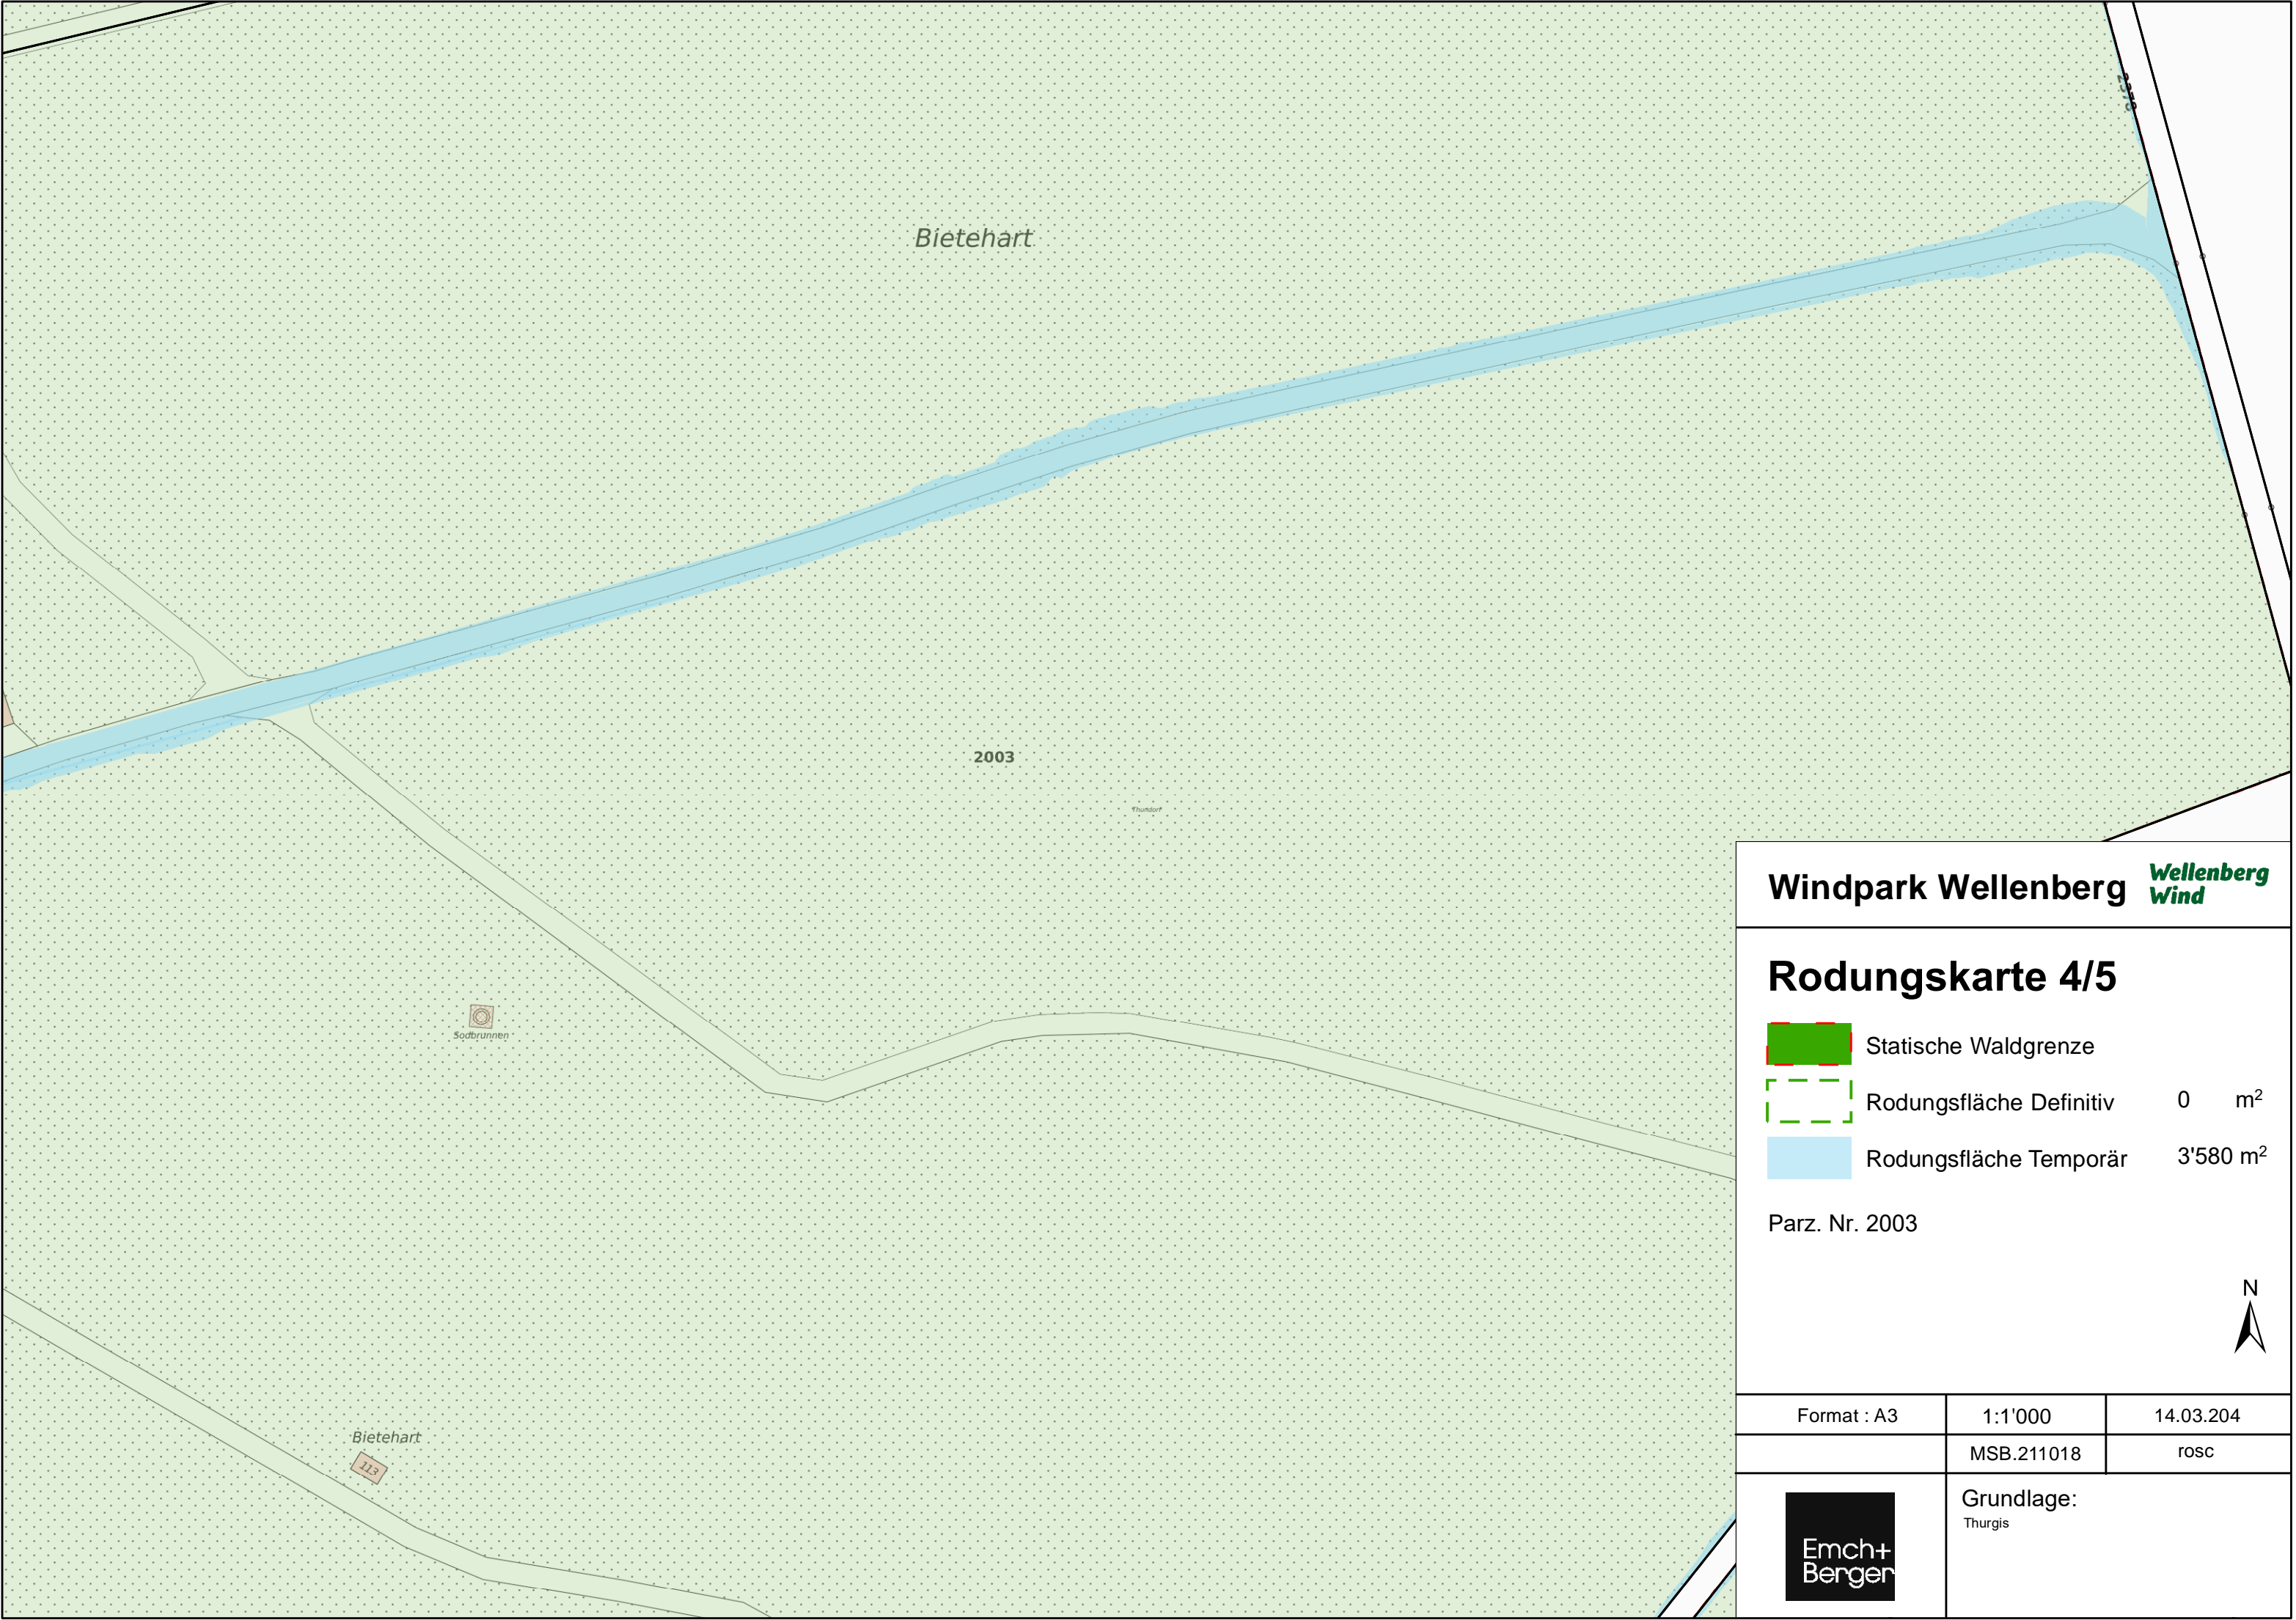 2378
Bietehart
2003
Thundorf
Sodbrunnen
Bietehart
113
Windpark Wellenberg
Wellenberg
Wind
Rodungskarte 4/5
Statische Waldgrenze
Rodungsfläche Definitiv 0 m²
Rodungsfläche Temporär 3'580 m²
Parz. Nr. 2003
N
Format : A3 1:1'000 14.03.204
MSB.211018 rosc
Emch+
Berger
Grundlage:
Thurgis